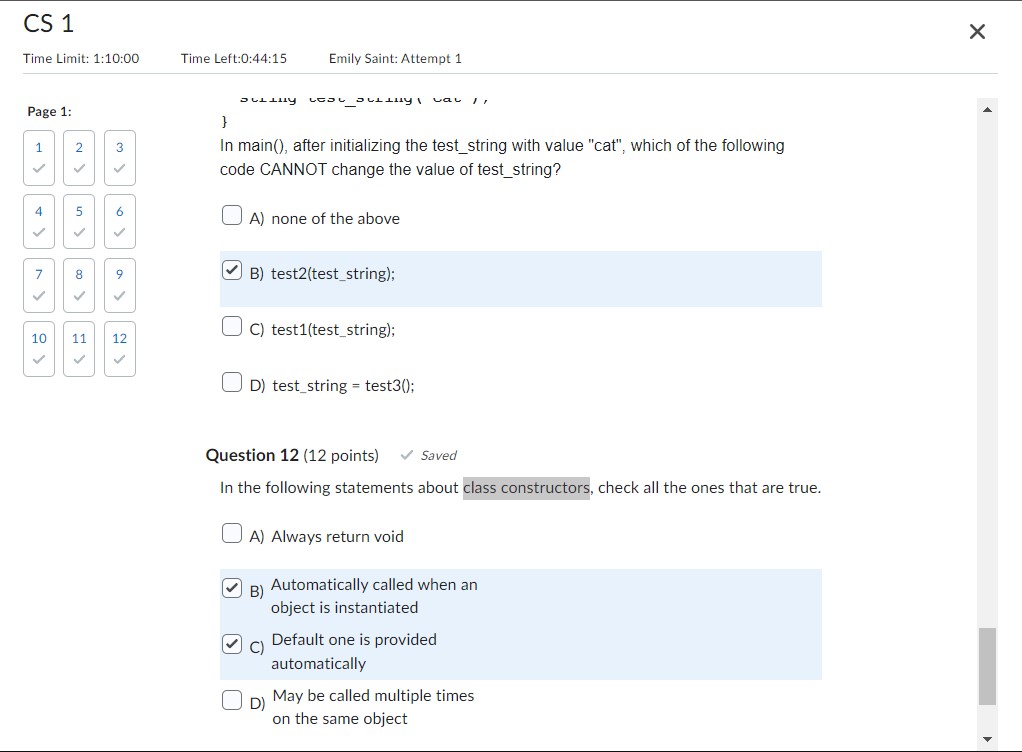 CS 1
Time Limit: 1:10:00 Time Left:0:44:15 Emily Saint: Attempt 1
Page 1:
1 2 3
4 5 6
7 8 9
10 11 12
}
In main(), after initializing the test_string with value "cat", which of the following
code CANNOT change the value of test_string?
A) none of the above
B) test2(test_string);
C) test1(test_string);
D) test_string = test3();
Question 12 (12 points) Saved
In the following statements about class constructors, check all the ones that are true.
A) Always return void
B) Automatically called when an
object is instantiated
C) Default one is provided
automatically
D) May be called multiple times
on the same object